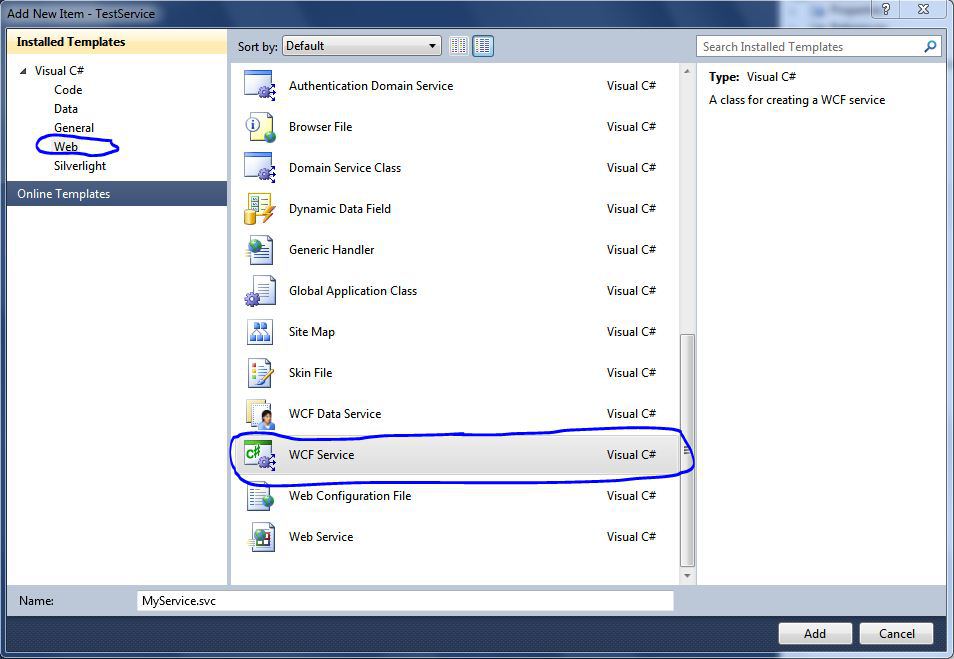 Add New Item - TestService
Installed Templates
Visual C#
Code
Data
General
Web
Silverlight
Online Templates
Sort by: Default
Search Installed Templates
Authentication Domain Service Visual C#
Browser File Visual C#
Domain Service Class Visual C#
Dynamic Data Field Visual C#
Generic Handler Visual C#
Global Application Class Visual C#
Site Map Visual C#
Skin File Visual C#
WCF Data Service Visual C#
C# WCF Service Visual C#
Web Configuration File Visual C#
Web Service Visual C#
Type: Visual C#
A class for creating a WCF service
Name: MyService.svc
Add Cancel